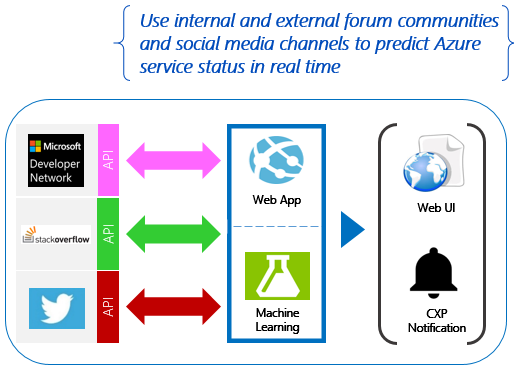 Use internal and external forum communities
and social media channels to predict Azure
service status in real time
Microsoft
Developer
Network
API
stackoverflow
API
API
Web App
Machine
Learning
Web UI
CXP
Notification